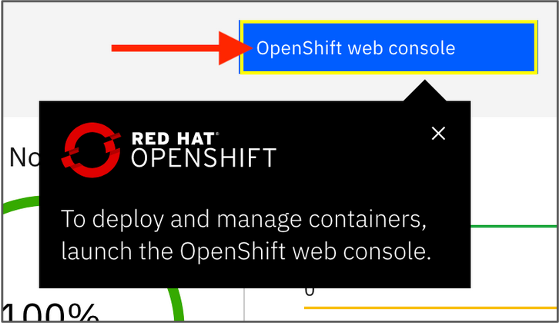 OpenShift web console
RED HAT®
OPENSHIFT
No
To deploy and manage containers,
launch the OpenShift web console.
0
100%